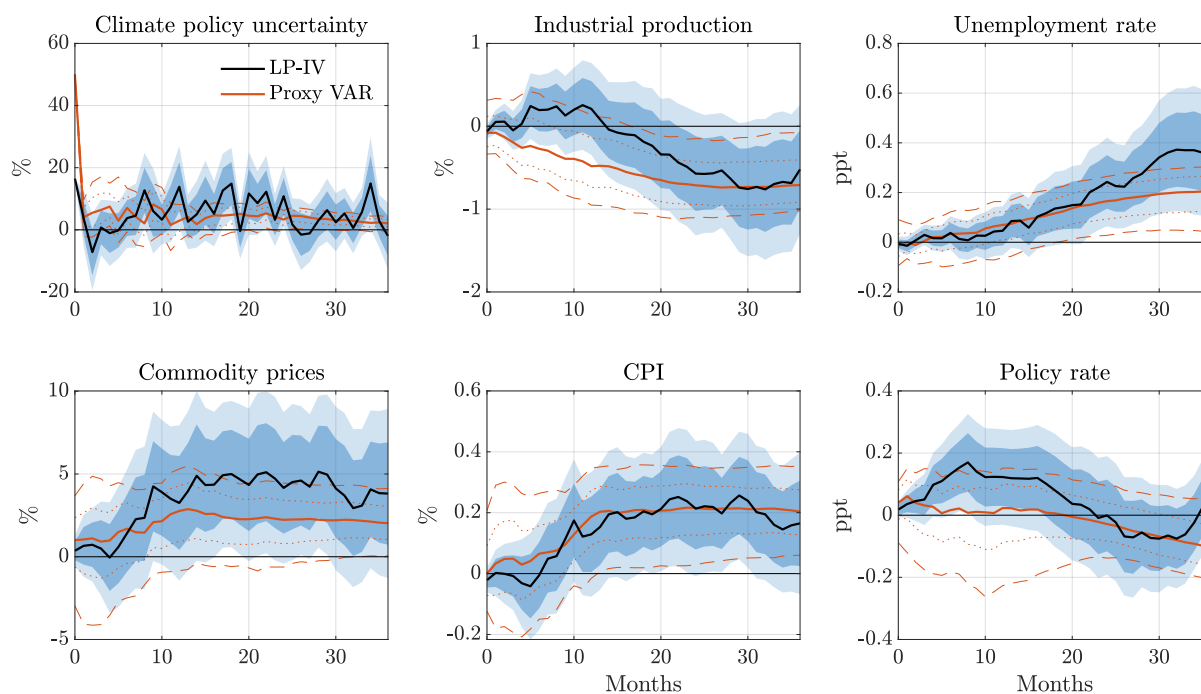 Climate policy uncertainty
60
40
20
0
-20
%
LP-IV
Proxy VAR
0 10 20 30
Industrial production
1
0
-1
-2
%
0 10 20 30
Unemployment rate
0.8
0.6
0.4
0.2
0
-0.2
ppt
0 10 20 30
Commodity prices
10
5
0
-5
%
0 10 20 30
CPI
0.6
0.4
0.2
0
-0.2
%
0 10 20 30
Months
Policy rate
0.4
0.2
0
-0.2
-0.4
ppt
0 10 20 30
Months